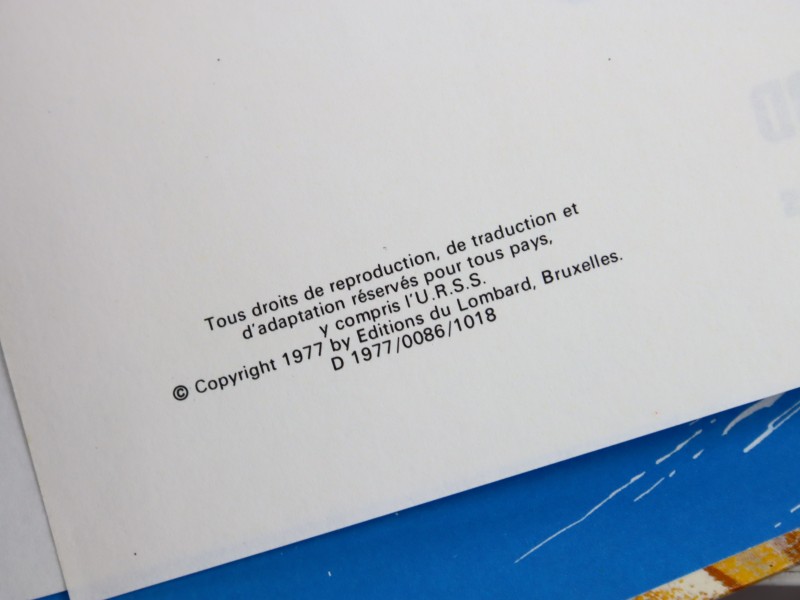 Tous droits de reproduction, de traduction et
d'adaptation réservés pour tous pays,
y compris l'U.R.S.S.
© Copyright 1977 by Editions du Lombard, Bruxelles.
D 1977/0086/1018